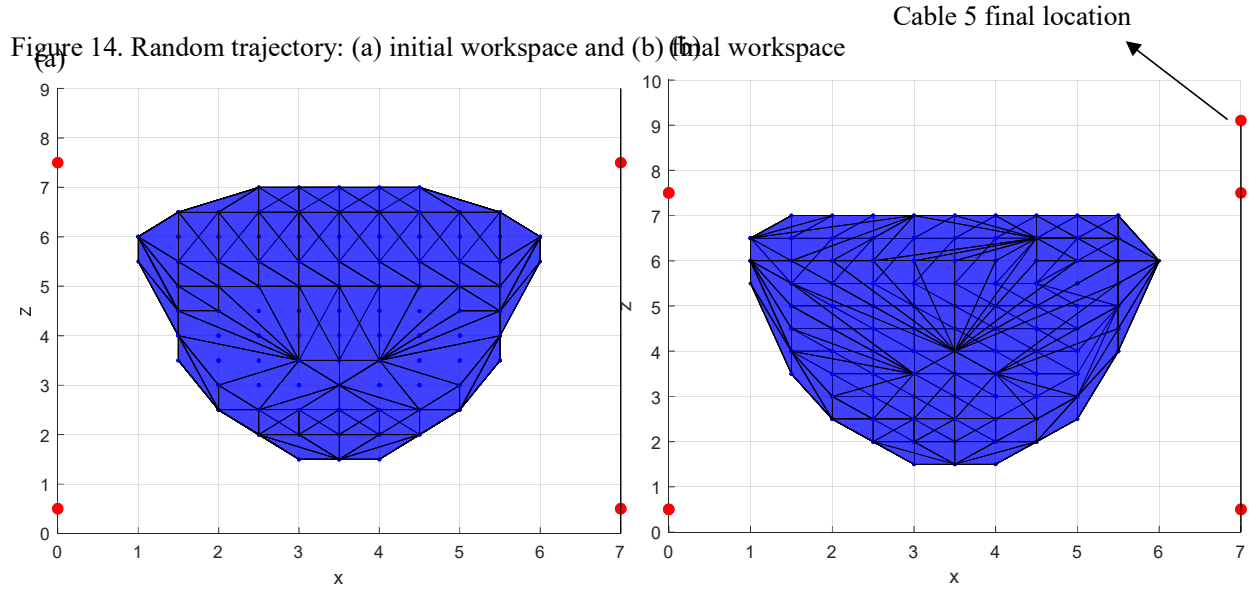 Cable 5 final location
Figure 14. Random trajectory: (a) initial workspace and (b) final workspace
(a)
(b)
9
8
7
6
5
4
3
2
1
0
z
0 1 2 3 4 5 6 7
x
10
9
8
7
6
5
4
3
2
1
0
z
0 1 2 3 4 5 6 7
x